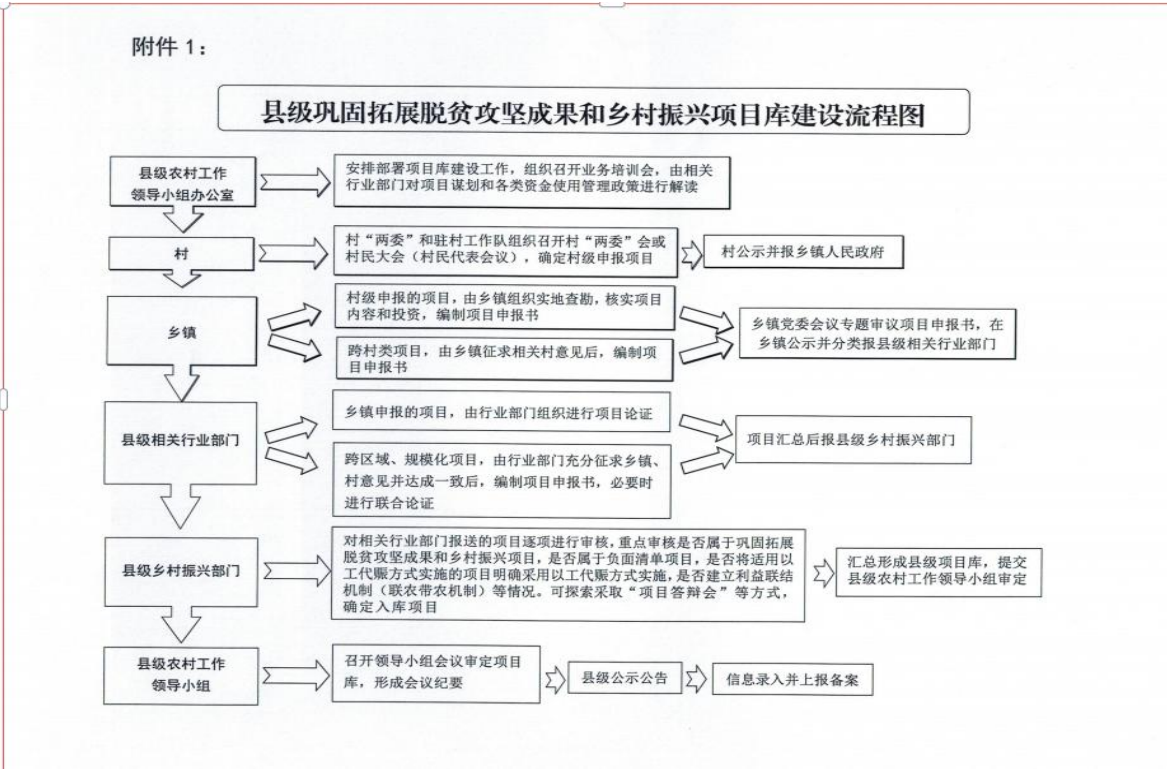 附件 1：
县级巩固拓展脱贫攻坚成果和乡村振兴项目库建设流程图
县级农村工作
领导小组办公室
安排部署项目库建设工作，组织召开业务培训会，由相关
行业部门对项目谋划和各类资金使用管理政策进行解读
村
村“两委”和驻村工作队组织召开村“两委”会或
村民大会（村民代表会议），确定村级申报项目
村公示并报乡镇人民政府
乡镇
村级申报的项目，由乡镇组织实地查勘，核实项目
内容和投资，编制项目申报书
跨村类项目，由乡镇征求相关村意见后，编制项
目申报书
乡镇党委会议专题审议项目申报书，在
乡镇公示并分类报县级相关行业部门
县级相关行业部门
乡镇申报的项目，由行业部门组织进行项目论证
跨区域、规模化项目，由行业部门充分征求乡镇、
村意见并达成一致后，编制项目申报书，必要时
进行联合论证
项目汇总后报县级乡村振兴部门
县级乡村振兴部门
对相关行业部门报送的项目逐项进行审核，重点审核是否属于巩固拓展
脱贫攻坚成果和乡村振兴项目，是否属于负面清单项目，是否将适用以
工代赈方式实施的项目明确采用以工代赈方式实施，是否建立利益联结
机制（联农带农机制）等情况。可探索采取“项目答辩会”等方式，
确定入库项目
汇总形成县级项目库，提交
县级农村工作领导小组审定
县级农村工作
领导小组
召开领导小组会议审定项目
库，形成会议纪要
县级公示公告
信息录入并上报备案